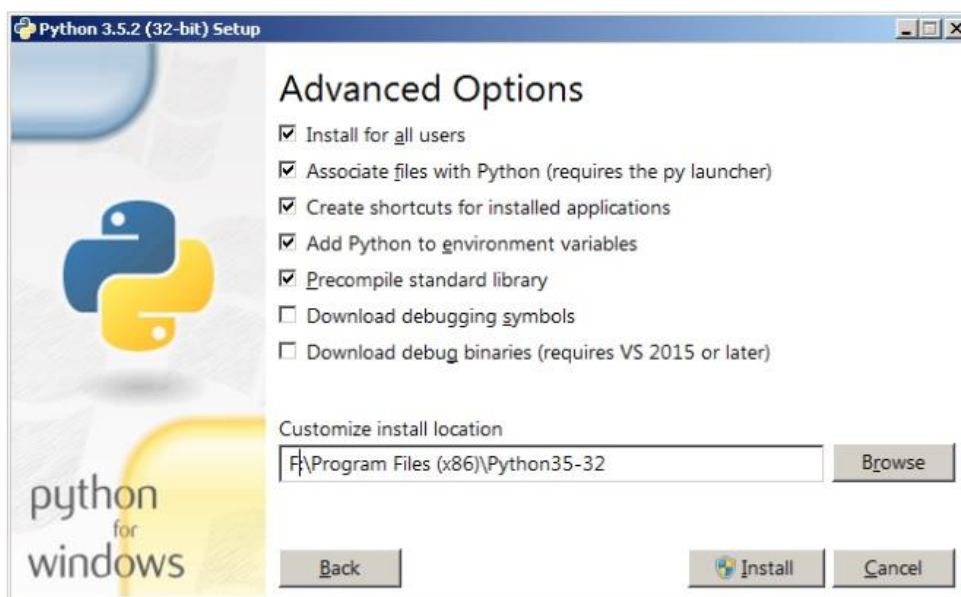 Python 3.5.2 (32-bit) Setup
Advanced Options
Install for all users
Associate files with Python (requires the py launcher)
Create shortcuts for installed applications
Add Python to environment variables
Precompile standard library
Download debugging symbols
Download debug binaries (requires VS 2015 or later)
Customize install location
F:\Program Files (x86)\Python35-32
Browse
python
for
windows
Back
Install
Cancel